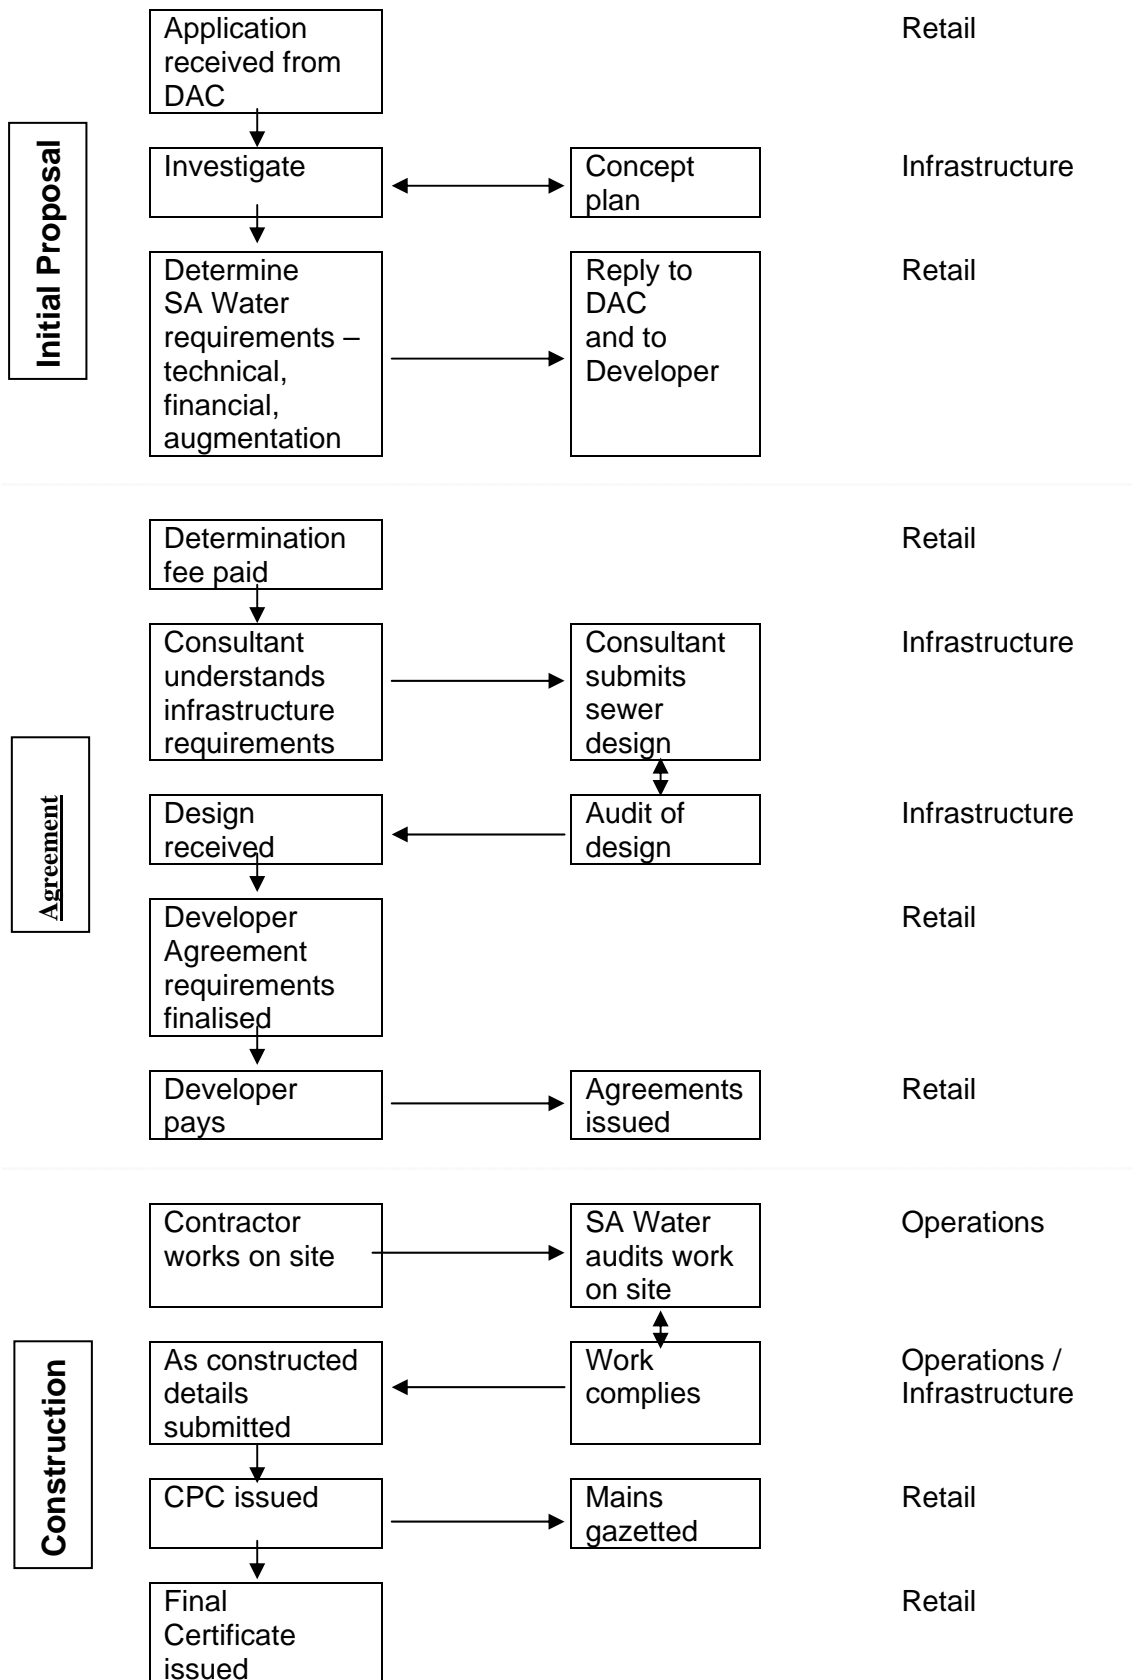 Application
received from
DAC
Retail
Initial Proposal
Investigate
Concept
plan
Infrastructure
Determine
SA Water
requirements –
technical,
financial,
augmentation
Reply to
DAC
and to
Developer
Retail
Determination
fee paid
Retail
Agreement
Consultant
understands
infrastructure
requirements
Consultant
submits
sewer
design
Infrastructure
Design
received
Audit of
design
Infrastructure
Developer
Agreement
requirements
finalised
Retail
Developer
pays
Agreements
issued
Retail
Construction
Contractor
works on site
SA Water
audits work
on site
Operations
As constructed
details
submitted
Work
complies
Operations /
Infrastructure
CPC issued
Mains
gazetted
Retail
Final
Certificate
issued
Retail